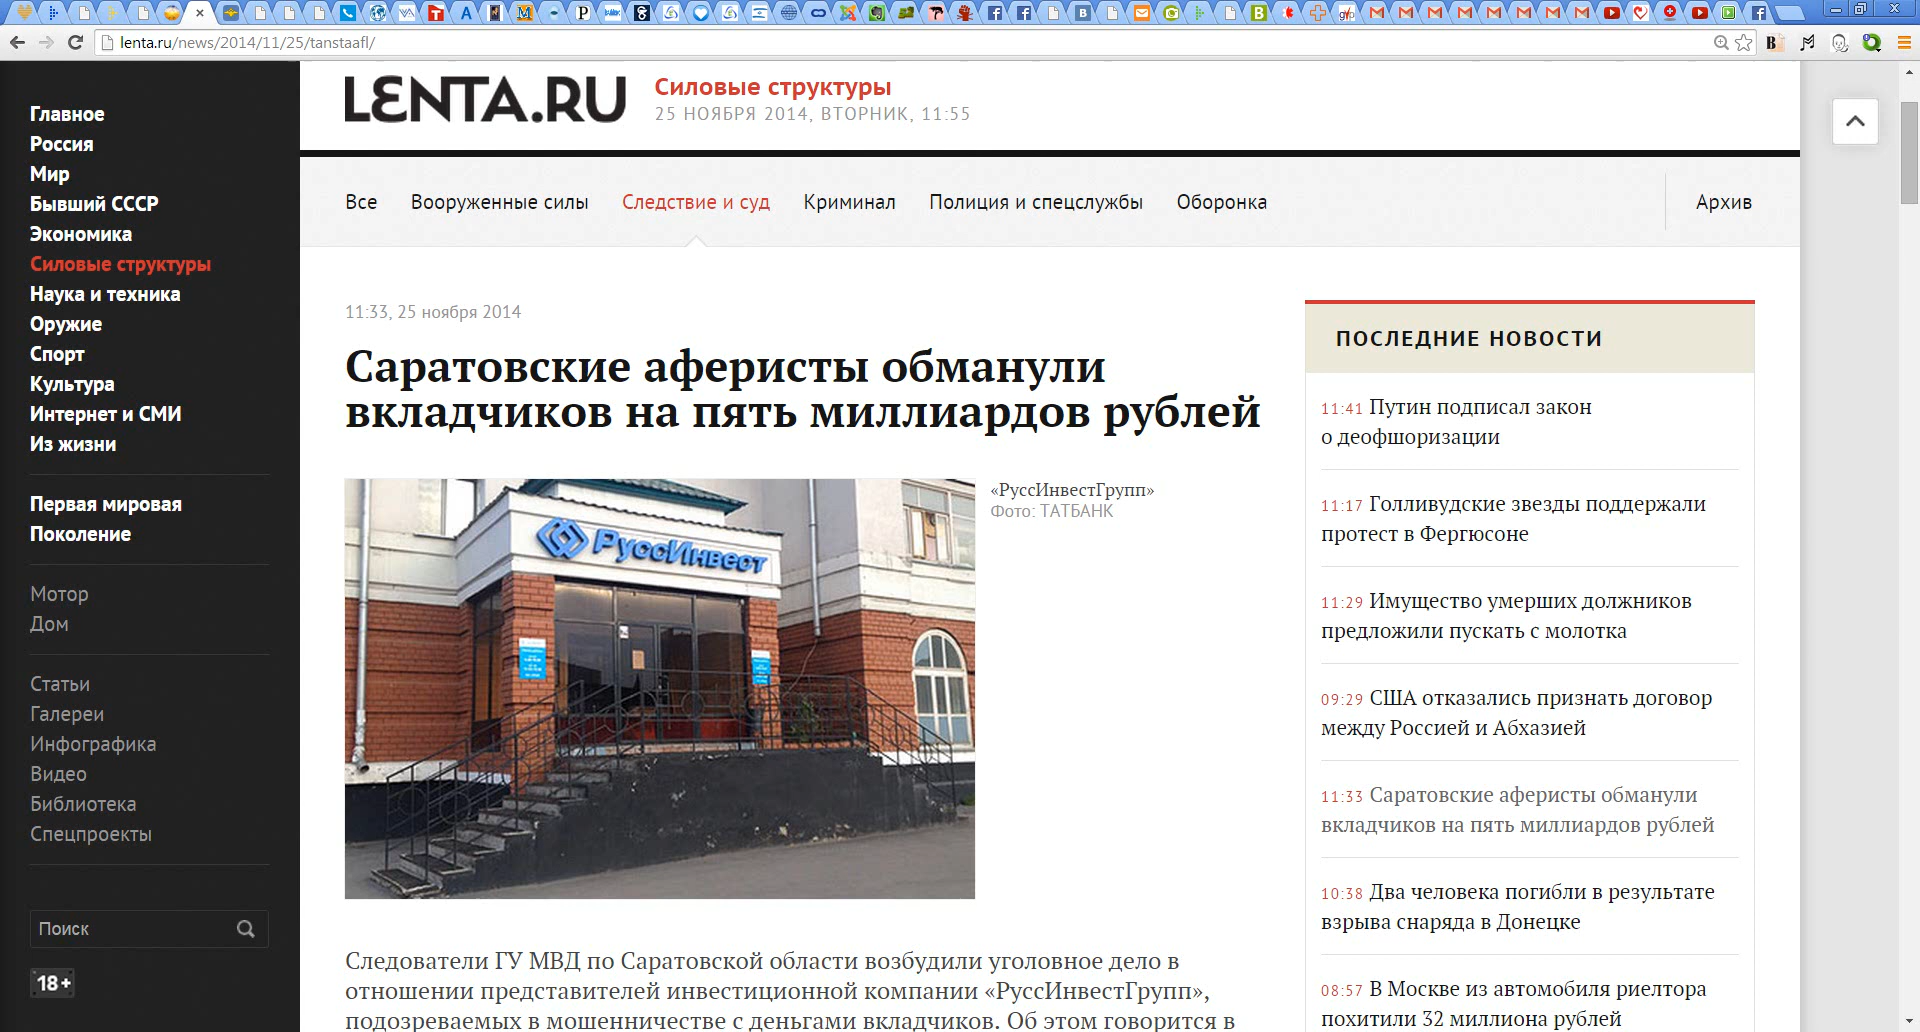 lenta.ru/news/2014/11/25/tanstaafl/
Главное
Россия
Мир
Бывший СССР
Экономика
Силовые структуры
Наука и техника
Оружие
Спорт
Культура
Интернет и СМИ
Из жизни
Первая мировая
Поколение
Мотор
Дом
Статьи
Галереи
Инфографика
Видео
Библиотека
Спецпроекты
Поиск
18+
LENTA.RU
Силовые структуры
25 НОЯБРЯ 2014, ВТОРНИК, 11:55
Все Вооруженные силы Следствие и суд Криминал Полиция и спецслужбы Оборонка Архив
11:33, 25 ноября 2014
Саратовские аферисты обманули
вкладчиков на пять миллиардов рублей
РуссИнвест
«РуссИнвестГрупп»
Фото: ТАТБАНК
Следователи ГУ МВД по Саратовской области возбудили уголовное дело в
отношении представителей инвестиционной компании «РуссИнвестГрупп»,
подозреваемых в мошенничестве с деньгами вкладчиков. Об этом говорится в
ПОСЛЕДНИЕ НОВОСТИ
11:41 Путин подписал закон
о деофшоризации
11:17 Голливудские звезды поддержали
протест в Фергюсоне
11:29 Имущество умерших должников
предложили пускать с молотка
09:29 США отказались признать договор
между Россией и Абхазией
11:33 Саратовские аферисты обманули
вкладчиков на пять миллиардов рублей
10:38 Два человека погибли в результате
взрыва снаряда в Донецке
08:57 В Москве из автомобиля риелтора
похитили 32 миллиона рублей